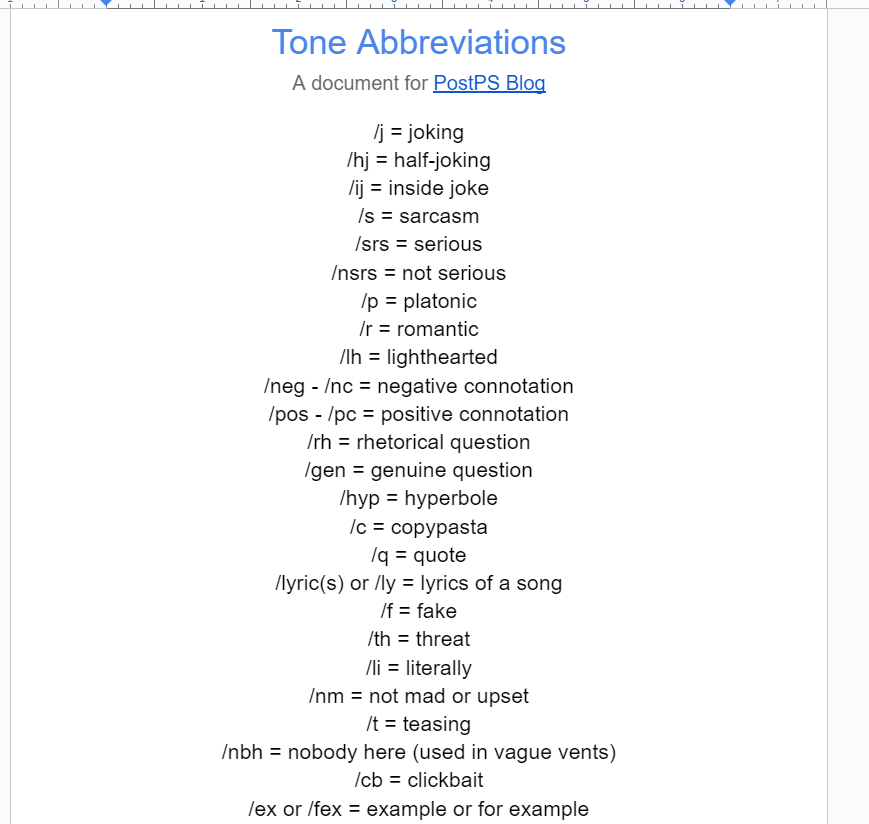 Tone Abbreviations
A document for PostPS Blog
/j = joking
/hj = half-joking
/ij = inside joke
/s = sarcasm
/srs = serious
/nsrs = not serious
/p = platonic
/r = romantic
/lh = lighthearted
/neg - /nc = negative connotation
/pos - /pc = positive connotation
/rh = rhetorical question
/gen = genuine question
/hyp = hyperbole
/c = copypasta
/q = quote
/lyric(s) or /ly = lyrics of a song
/f = fake
/th = threat
/li = literally
/nm = not mad or upset
/t = teasing
/nbh = nobody here (used in vague vents)
/cb = clickbait
/ex or /fex = example or for example